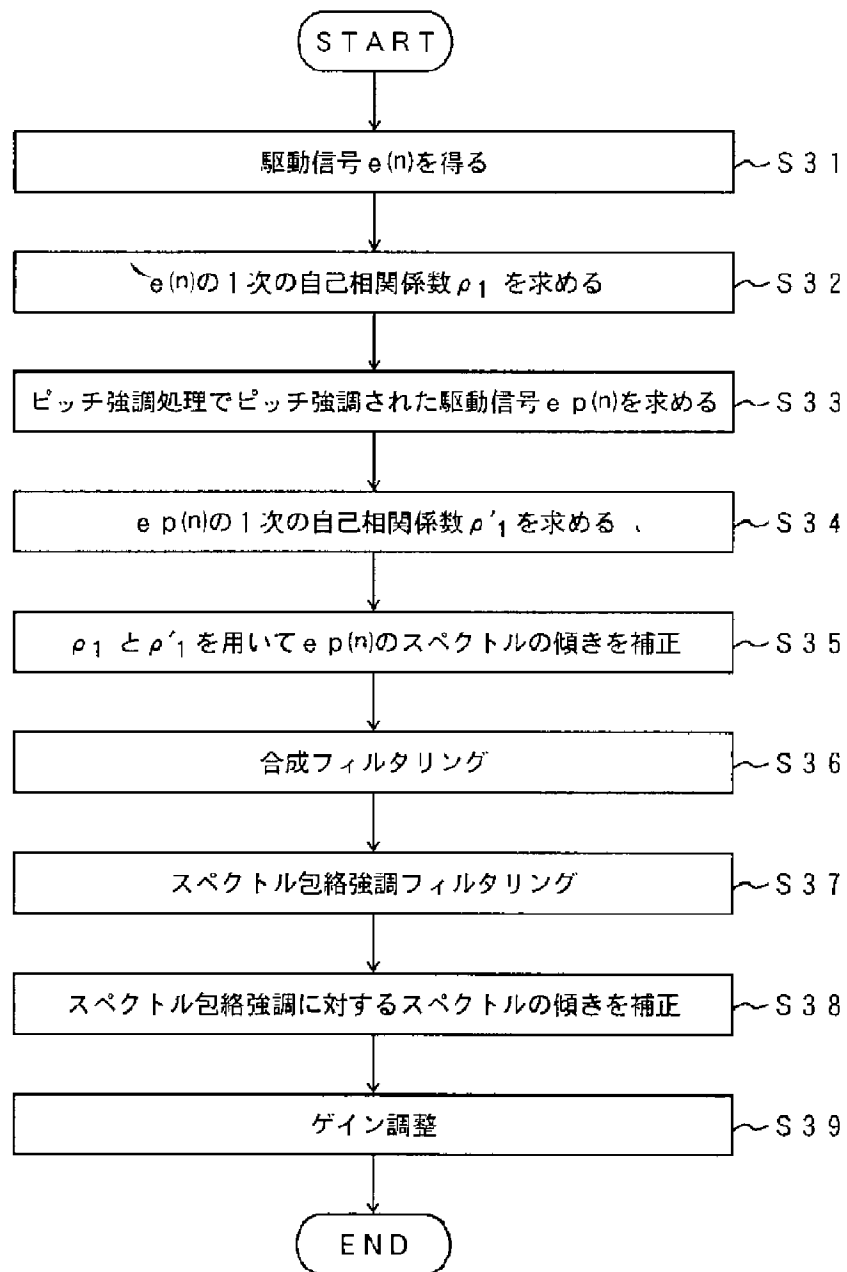 START
駆動信号e(n)を得る
S31
e(n)の1次の自己相関係数ρ1を求める
S32
ピッチ強調処理でピッチ強調された駆動信号ep(n)を求める
S33
ep(n)の1次の自己相関係数ρ'1を求める
S34
ρ1とρ'1を用いてep(n)のスペクトルの傾きを補正
S35
合成フィルタリング
S36
スペクトル包絡強調フィルタリング
S37
スペクトル包絡強調に対するスペクトルの傾きを補正
S38
ゲイン調整
S39
END